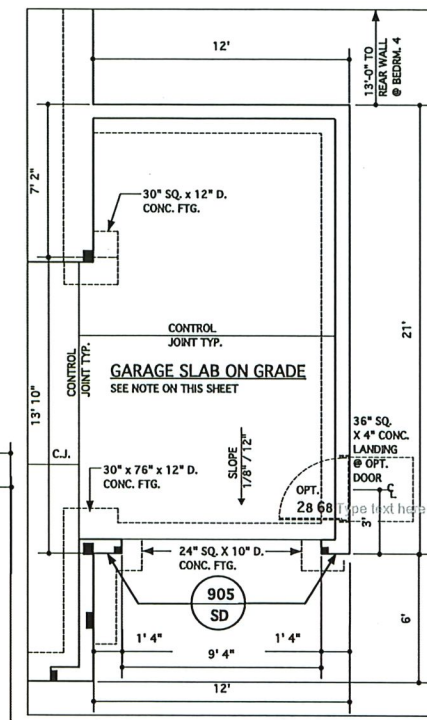 12'
13'-0" TO
REAR WALL
@ BEDRM. 4
7' 2"
30" SQ. x 12" D.
CONC. FTG.
CONTROL
JOINT TYP.
21'
CONTROL
JOINT TYP.
GARAGE SLAB ON GRADE
SEE NOTE ON THIS SHEET
13' 10"
C.J.
36" SQ.
X 4" CONC.
LANDING
@ OPT.
DOOR
30" x 76" x 12" D.
CONC. FTG.
SLOPE
1/8" / 12"
OPT.
28 68
Type text here
C
L
3'
24" SQ. X 10" D.
CONC. FTG.
905
SD
6'
1' 4"
1' 4"
9' 4"
12'